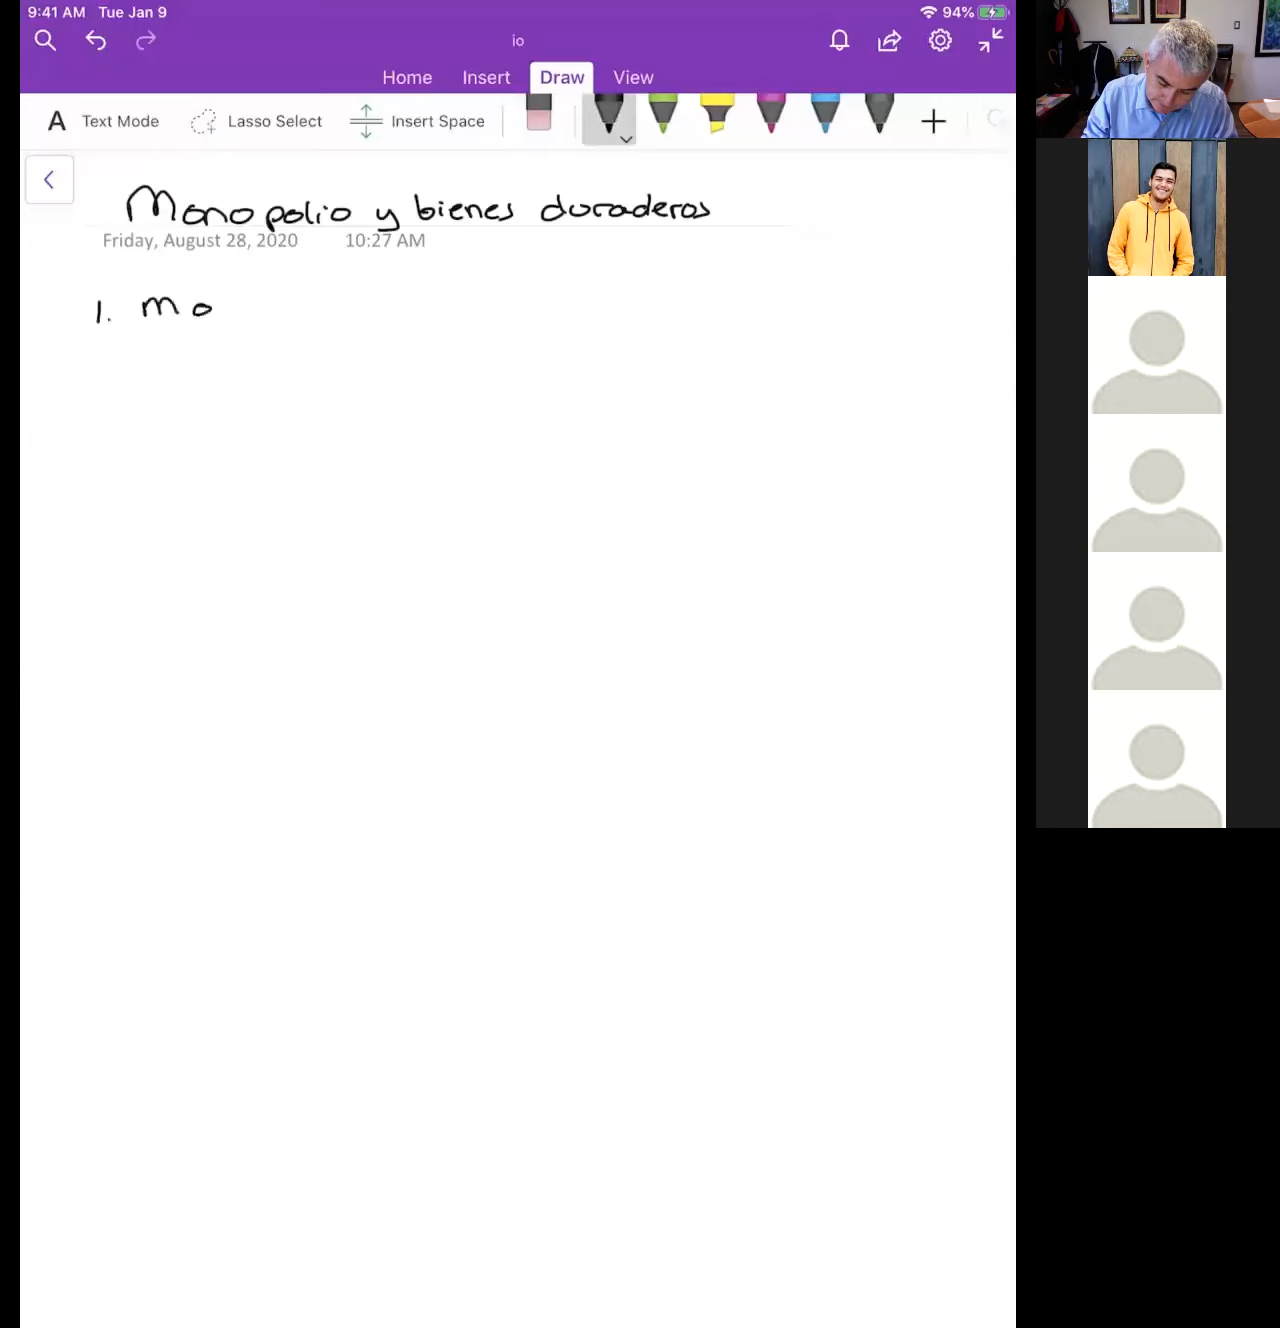 9:41 AM Tue Jan 9 94%
io
Home Insert Draw View
A Text Mode Lasso Select Insert Space
Monopolio y bienes duraderos
Friday, August 28, 2020 10:27 AM
1. mo